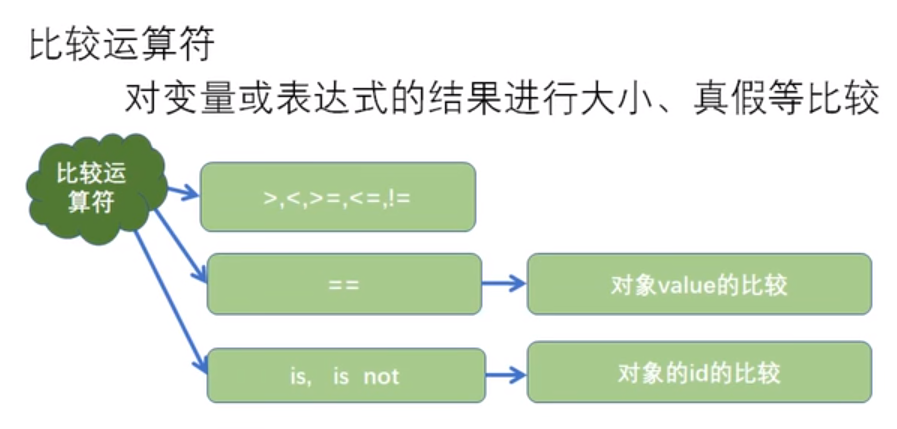 比较运算符
对变量或表达式的结果进行大小、真假等比较
比较运
算符
>,<,>=,<=,!=
==
对象value的比较
is, is not
对象的id的比较